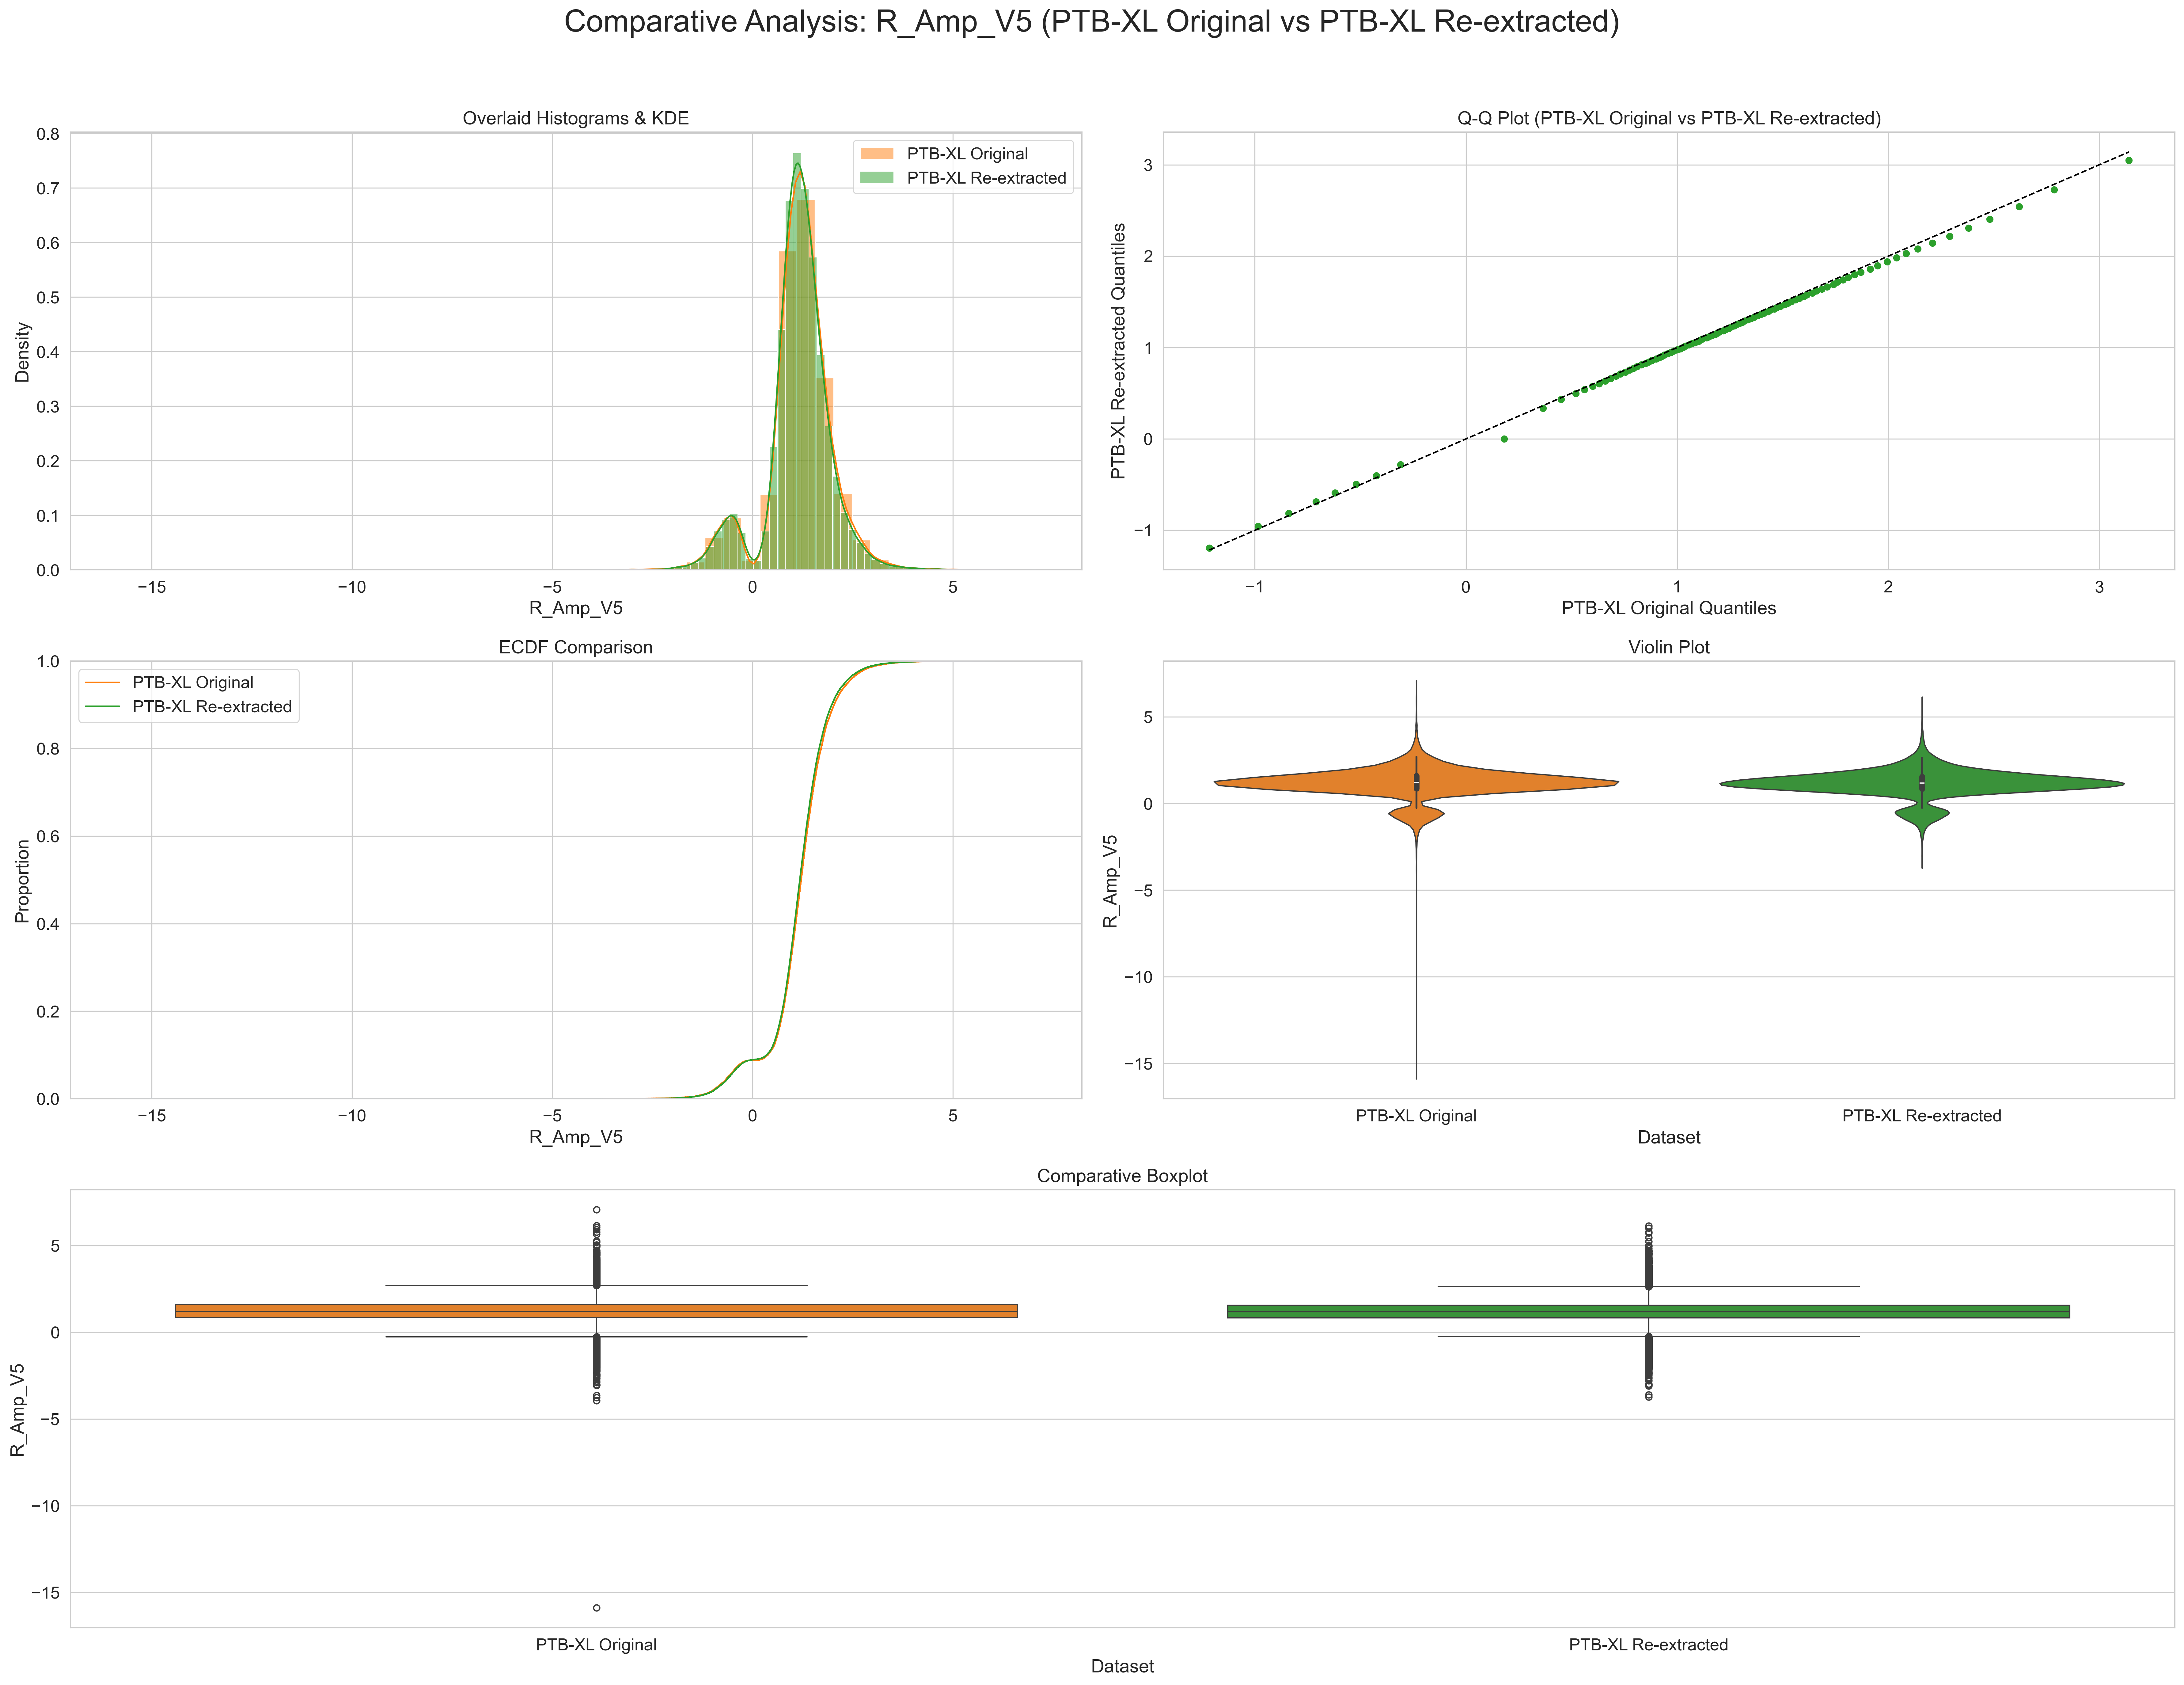 Comparative Analysis: R_Amp_V5 (PTB-XL Original vs PTB-XL Re-extracted)
Overlaid Histograms & KDE
0.8
0.7
0.6
0.5
0.4
0.3
0.2
0.1
0.0
Density
PTB-XL Original
PTB-XL Re-extracted
−15 −10 −5 0 5
R_Amp_V5
Q-Q Plot (PTB-XL Original vs PTB-XL Re-extracted)
3
2
1
0
−1
PTB-XL Re-extracted Quantiles
−1 0 1 2 3
PTB-XL Original Quantiles
ECDF Comparison
1.0
0.8
0.6
0.4
0.2
0.0
Proportion
PTB-XL Original
PTB-XL Re-extracted
−15 −10 −5 0 5
R_Amp_V5
Violin Plot
5
0
−5
−10
−15
R_Amp_V5
PTB-XL Original PTB-XL Re-extracted
Dataset
Comparative Boxplot
5
0
−5
−10
−15
R_Amp_V5
PTB-XL Original PTB-XL Re-extracted
Dataset